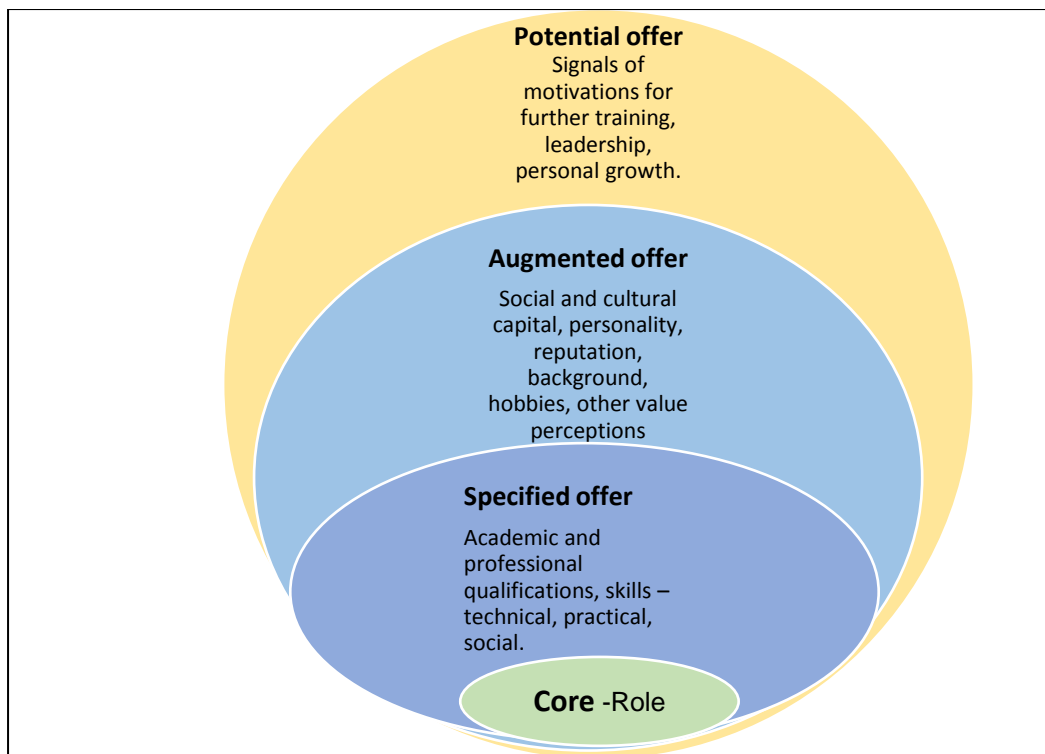 Potential offer
Signals of
motivations for
further training,
leadership,
personal growth.
Augmented offer
Social and cultural
capital, personality,
reputation,
background,
hobbies, other value
perceptions
Specified offer
Academic and
professional
qualifications, skills –
technical, practical,
social.
Core -Role